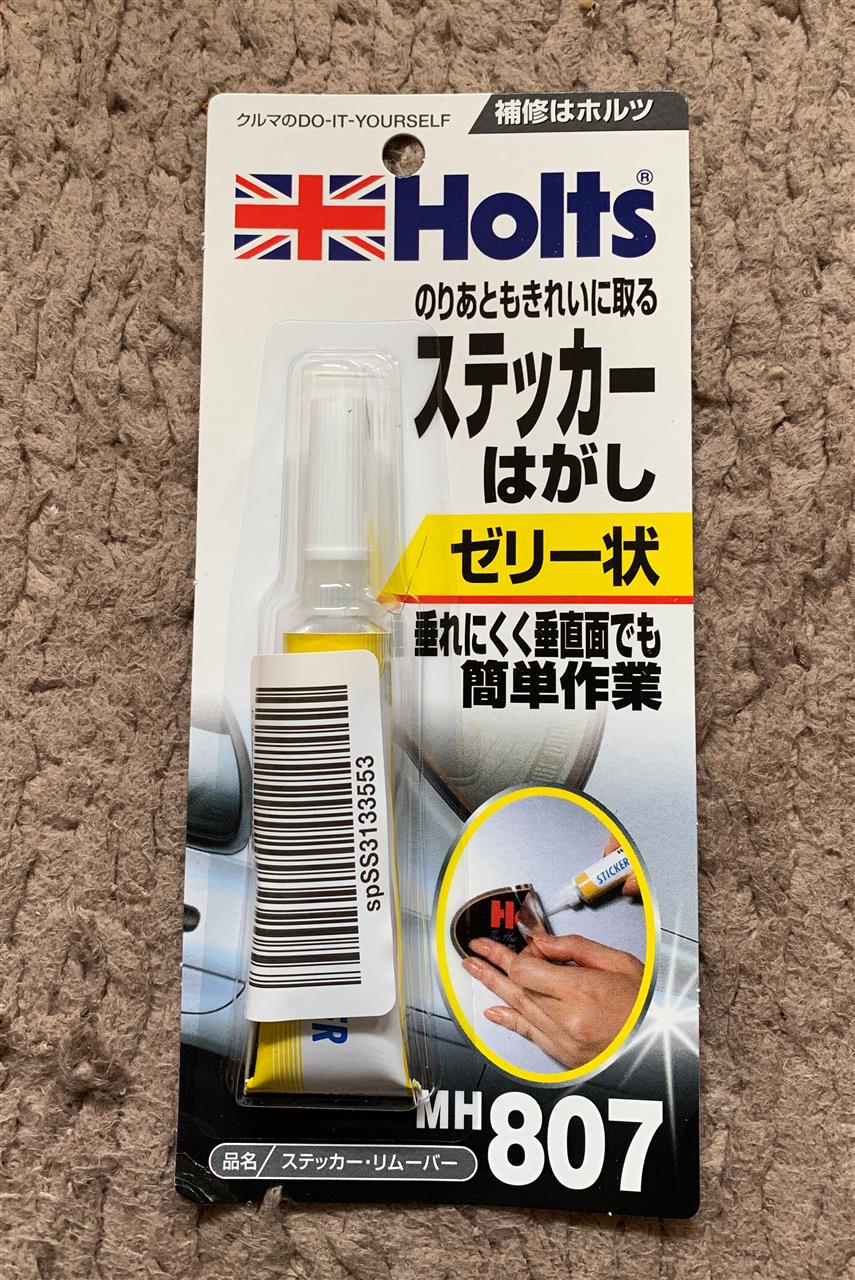 クルマのDO-IT-YOURSELF
補修はホルツ
Holts®
のりあともきれいに取る
ステッカー
はがし
ゼリー状
垂れにくく垂直面でも
簡単作業
spSS3133553
STICKER
MH807
品名/ステッカー・リムーバー